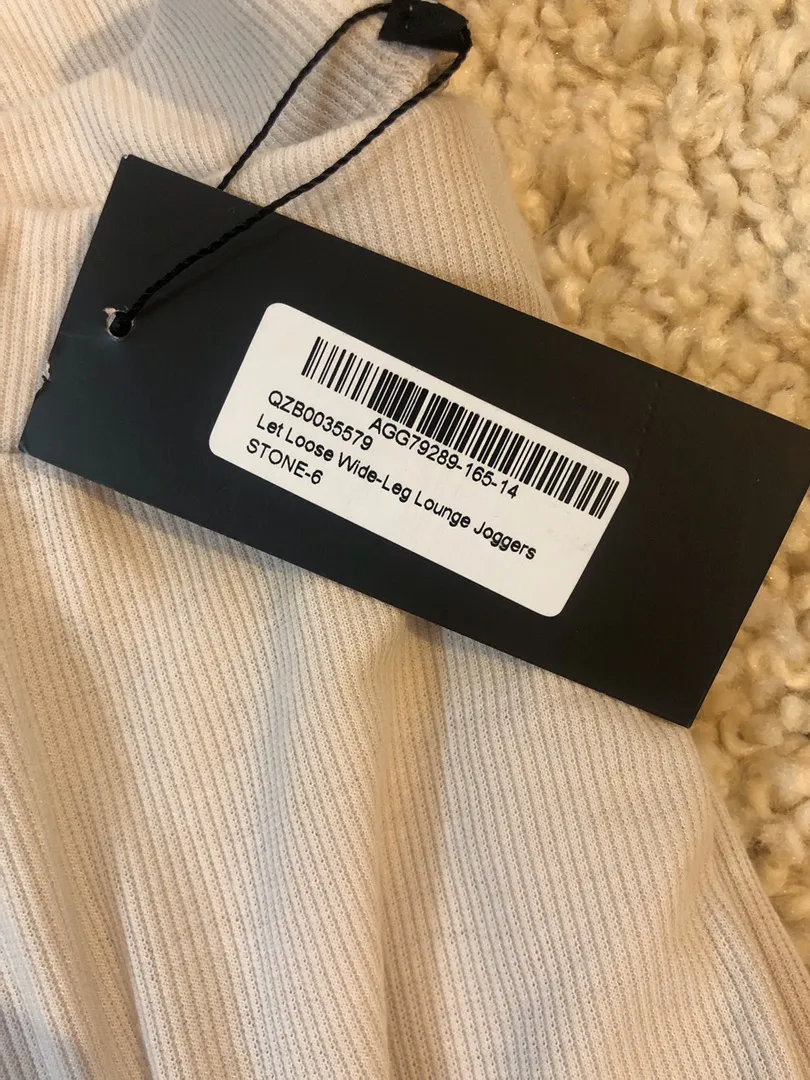 AGG79289-165-14
QZB0035579
Let Loose Wide-Leg Lounge Joggers
STONE-6